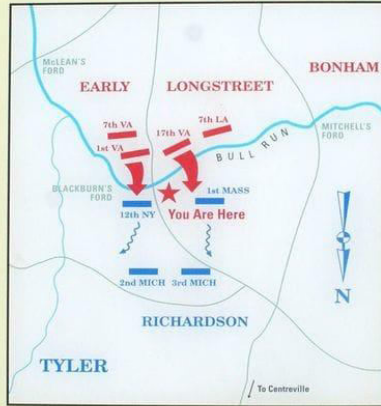 McLEAN'S
FORD
BONHAM
EARLY
LONGSTREET
7th VA
17th VA
7th LA
1st VA
MITCHELL'S
FORD
BULL RUN
BLACKBURN'S
FORD
1st MASS
12th NY
You Are Here
2nd MICH
3rd MICH
N
RICHARDSON
TYLER
To Centreville